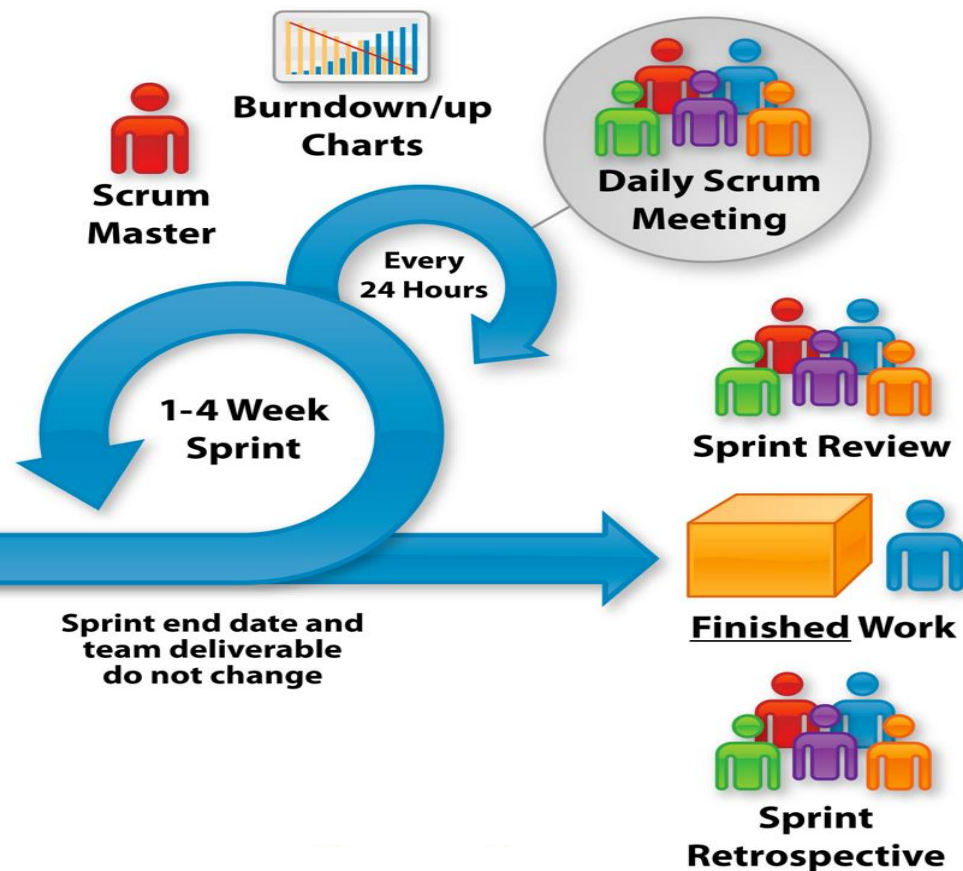 Burndown/up
Charts
Scrum
Master
Daily Scrum
Meeting
Every
24 Hours
1-4 Week
Sprint
Sprint Review
Sprint end date and
team deliverable
do not change
Finished Work
Sprint
Retrospective